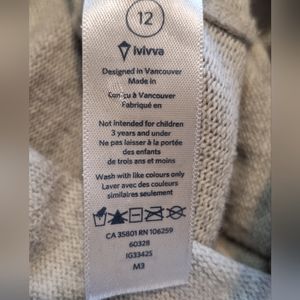 12
ivivva
Designed in Vancouver
Made in
Conçu à Vancouver
Fabriqué en
Not intended for children
3 years and under
Ne pas laisser à la portée
des enfants
de trois ans et moins
Wash with like colours only
Laver avec des couleurs
similaires seulement
CA 35801 RN 106259
60328
IG33425
M3